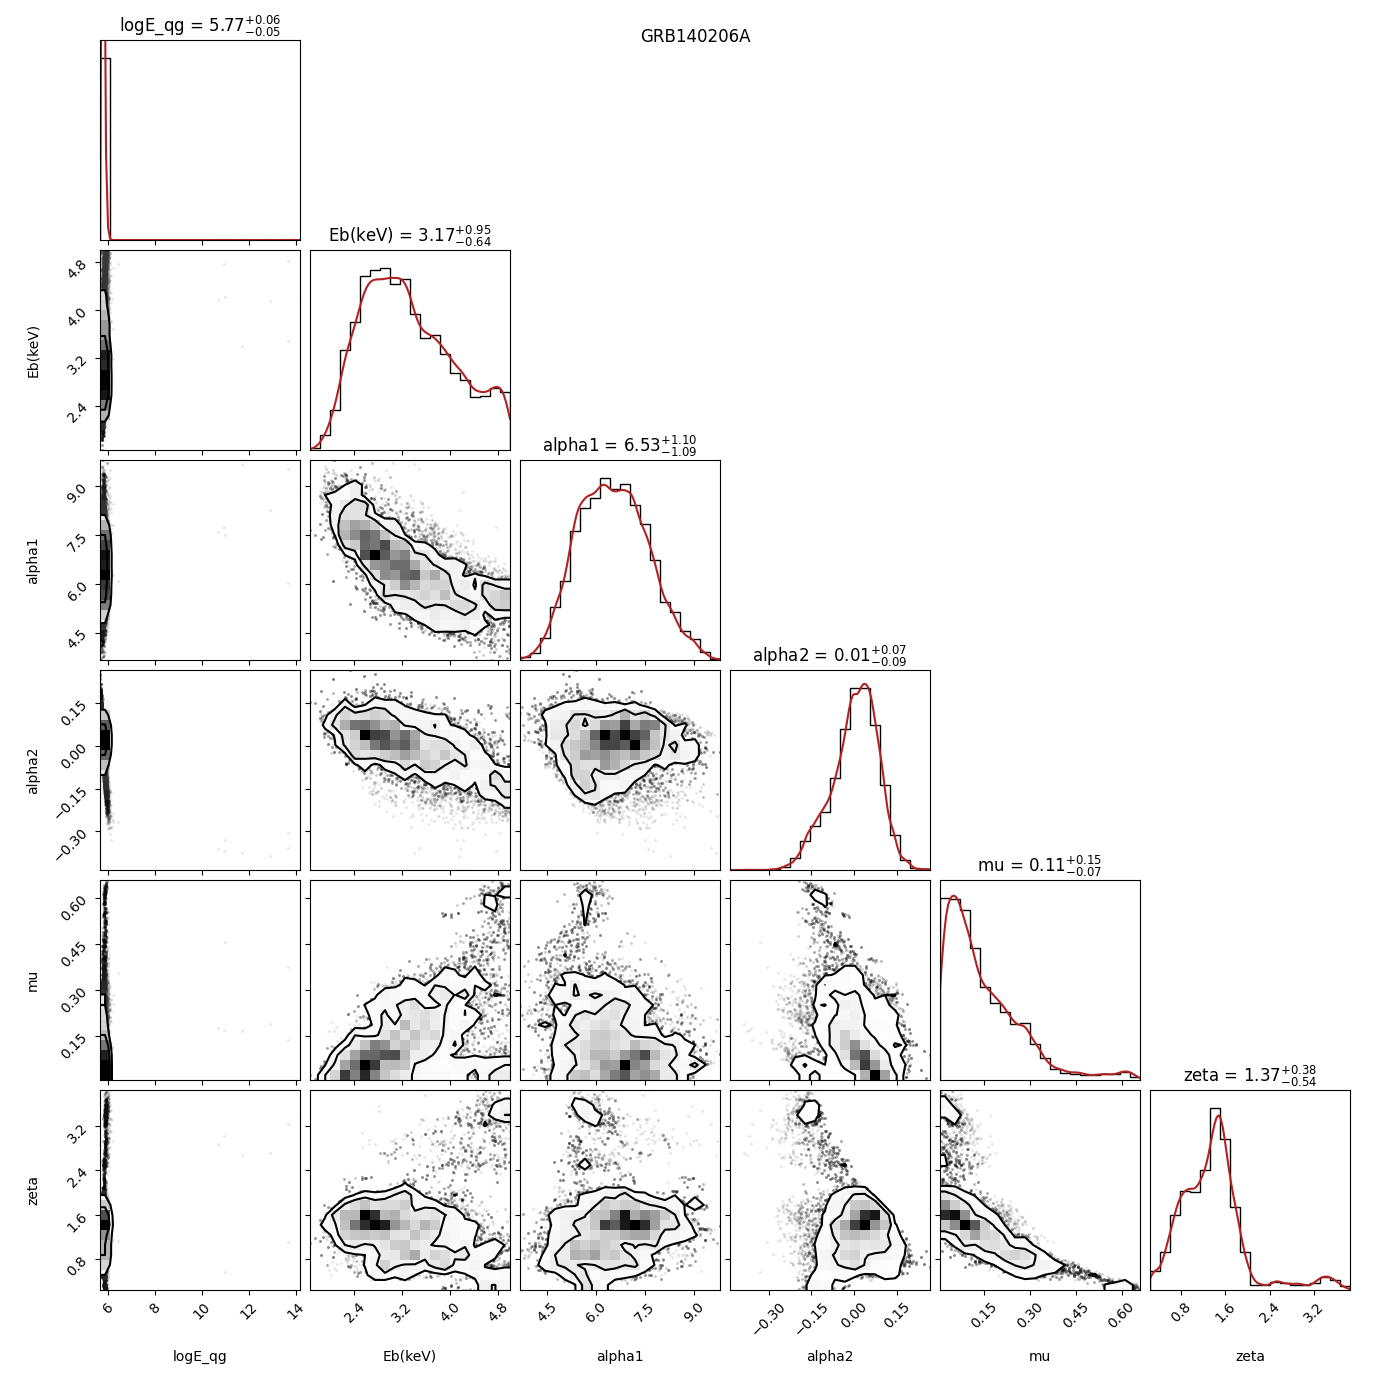 GRB140206A
logE_qg = 5.77+0.06 −0.05
Eb(keV) = 3.17+0.95 −0.64
4.8
4.0
3.2
2.4
Eb(keV)
alpha1 = 6.53+1.10 −1.09
9.0
7.5
6.0
4.5
alpha1
alpha2 = 0.01+0.07 −0.09
0.15
0.00
−0.15
−0.30
alpha2
mu = 0.11+0.15 −0.07
0.60
0.45
0.30
0.15
mu
zeta = 1.37+0.38 −0.54
3.2
2.4
1.6
0.8
zeta
6 8 10 12 14 2.4 3.2 4.0 4.8 4.5 6.0 7.5 9.0 −0.30 −0.15 0.00 0.15 0.15 0.30 0.45 0.60 0.8 1.6 2.4 3.2
logE_qg Eb(keV) alpha1 alpha2 mu zeta